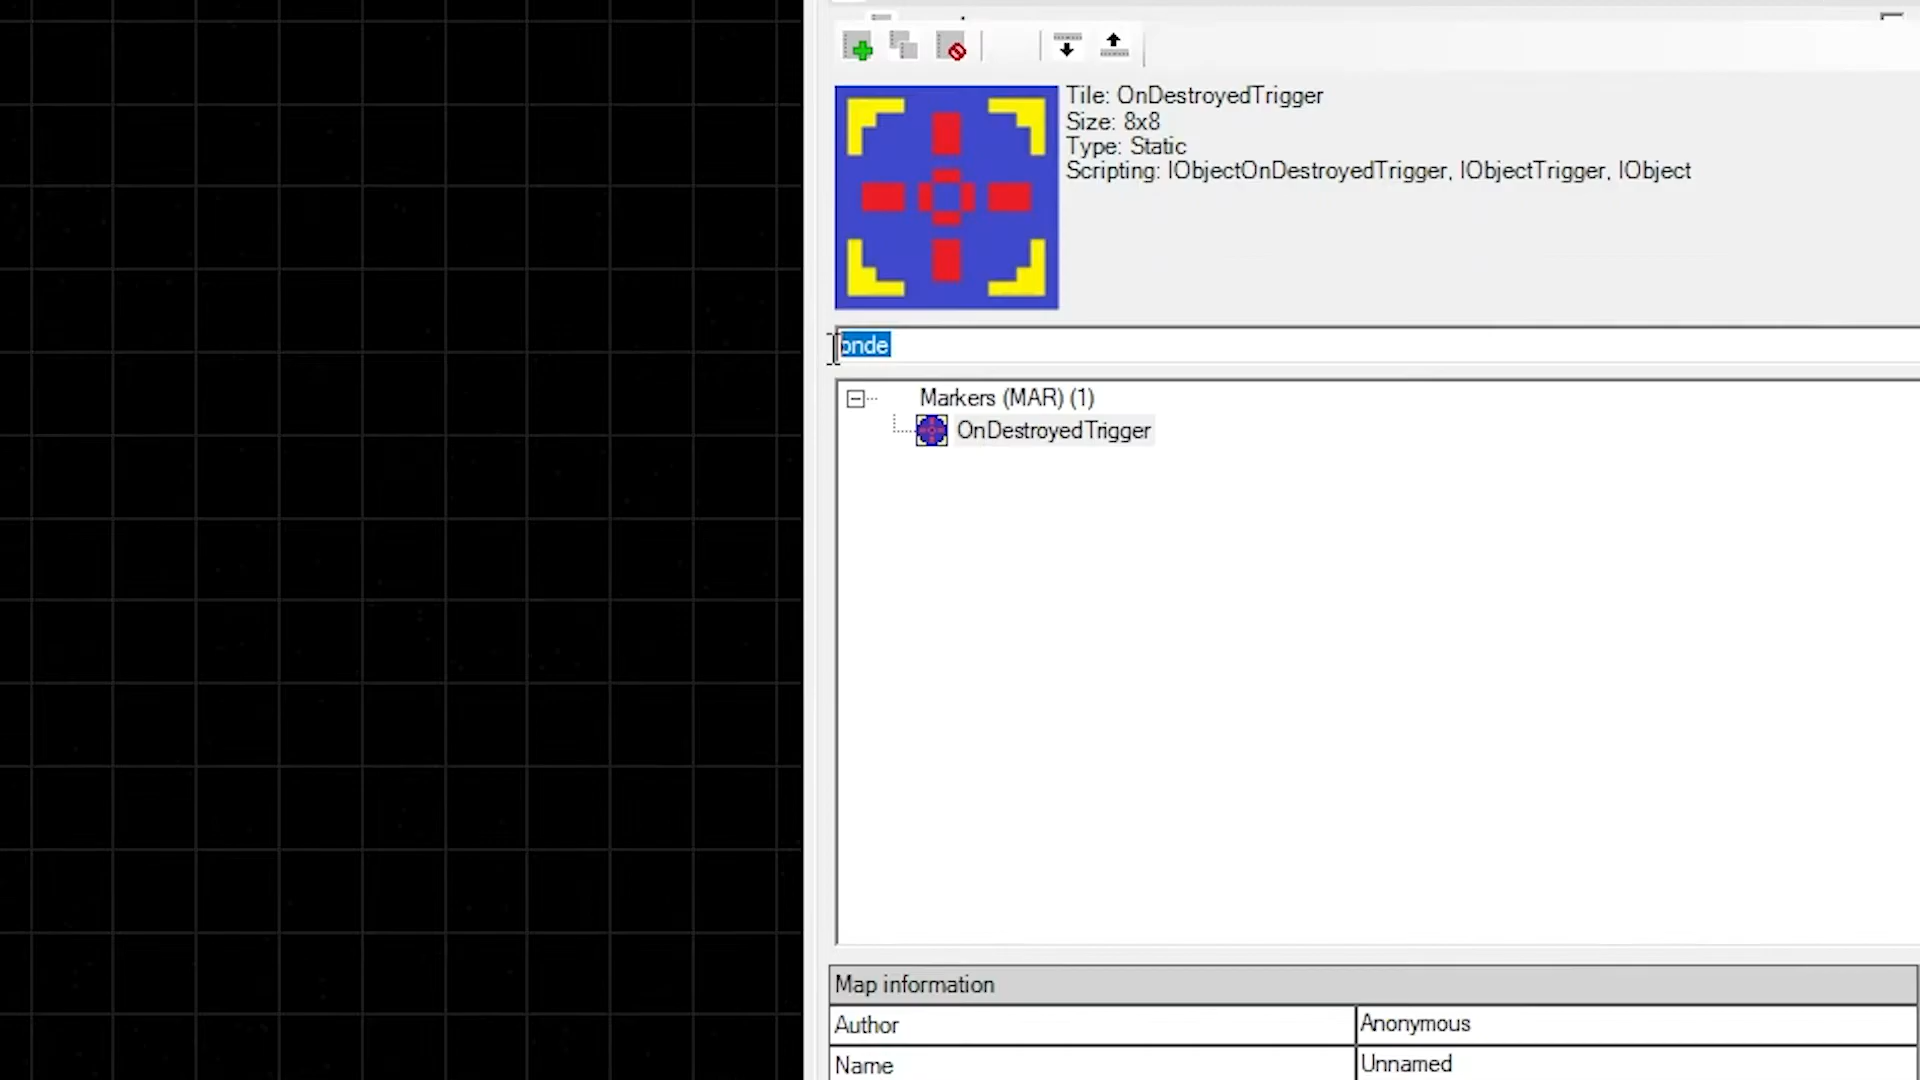 Tile: OnDestroyedTrigger
Size: 8x8
Type: Static
Scripting: IObjectOnDestroyedTrigger, IObjectTrigger, IObject
onde
Markers (MAR) (1)
OnDestroyedTrigger
Map information
Author Anonymous
Name Unnamed